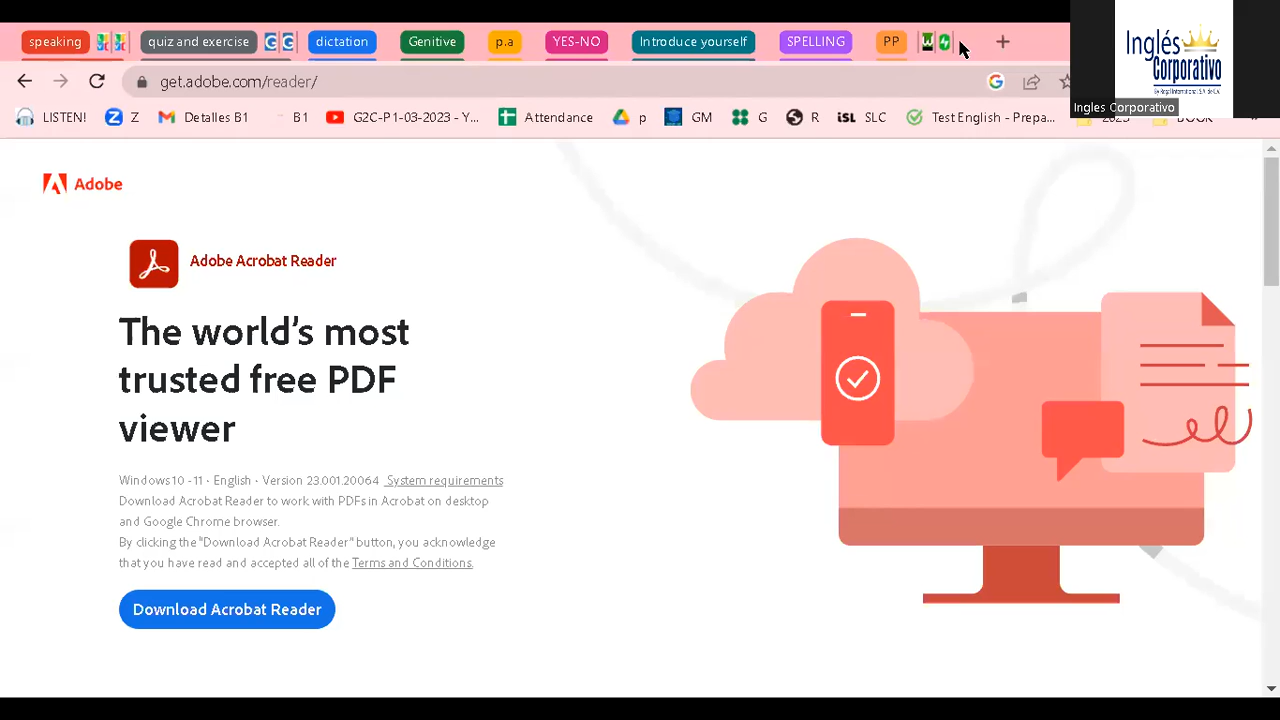 speaking
quiz and exercise
dictation
Genitive
p.a
YES-NO
Introduce yourself
SPELLING
PP
Inglés
Corporativo
By Regal International S.A. de C.V.
Ingles Corporativo
get.adobe.com/reader/
LISTEN!
Z
Detalles B1
B1
G2C-P1-03-2023 - Y...
Attendance
p
GM
G
R
iSL SLC
Test English - Prepa...
2023
BOOK
Adobe
Adobe Acrobat Reader
The world's most
trusted free PDF
viewer
Windows10 -11 · English · Version 23.001.20064 System requirements
Download Acrobat Reader to work with PDFs in Acrobat on desktop
and Google Chrome browser.
By clicking the "Download Acrobat Reader" button, you acknowledge
that you have read and accepted all of the Terms and Conditions.
Download Acrobat Reader